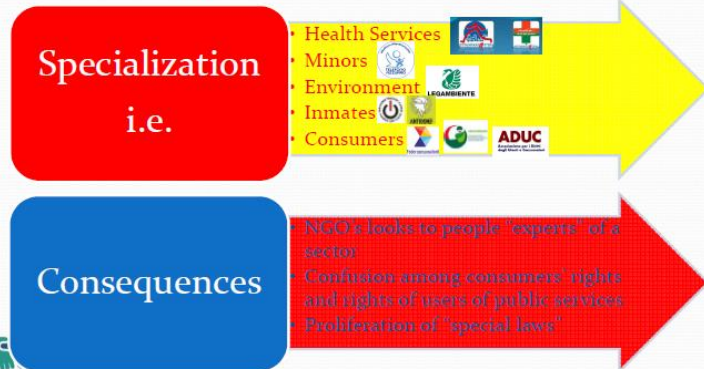 Specialization
i.e.
• Health Services
• Minors
• Environment
LEGAMBIENTE
• Inmates
• Consumers
ADUC
Consequences
• NGO's looks to people "experts" of a
sector
• Confusion among consumers' rights
and rights of users of public services
• Proliferation of "special laws"